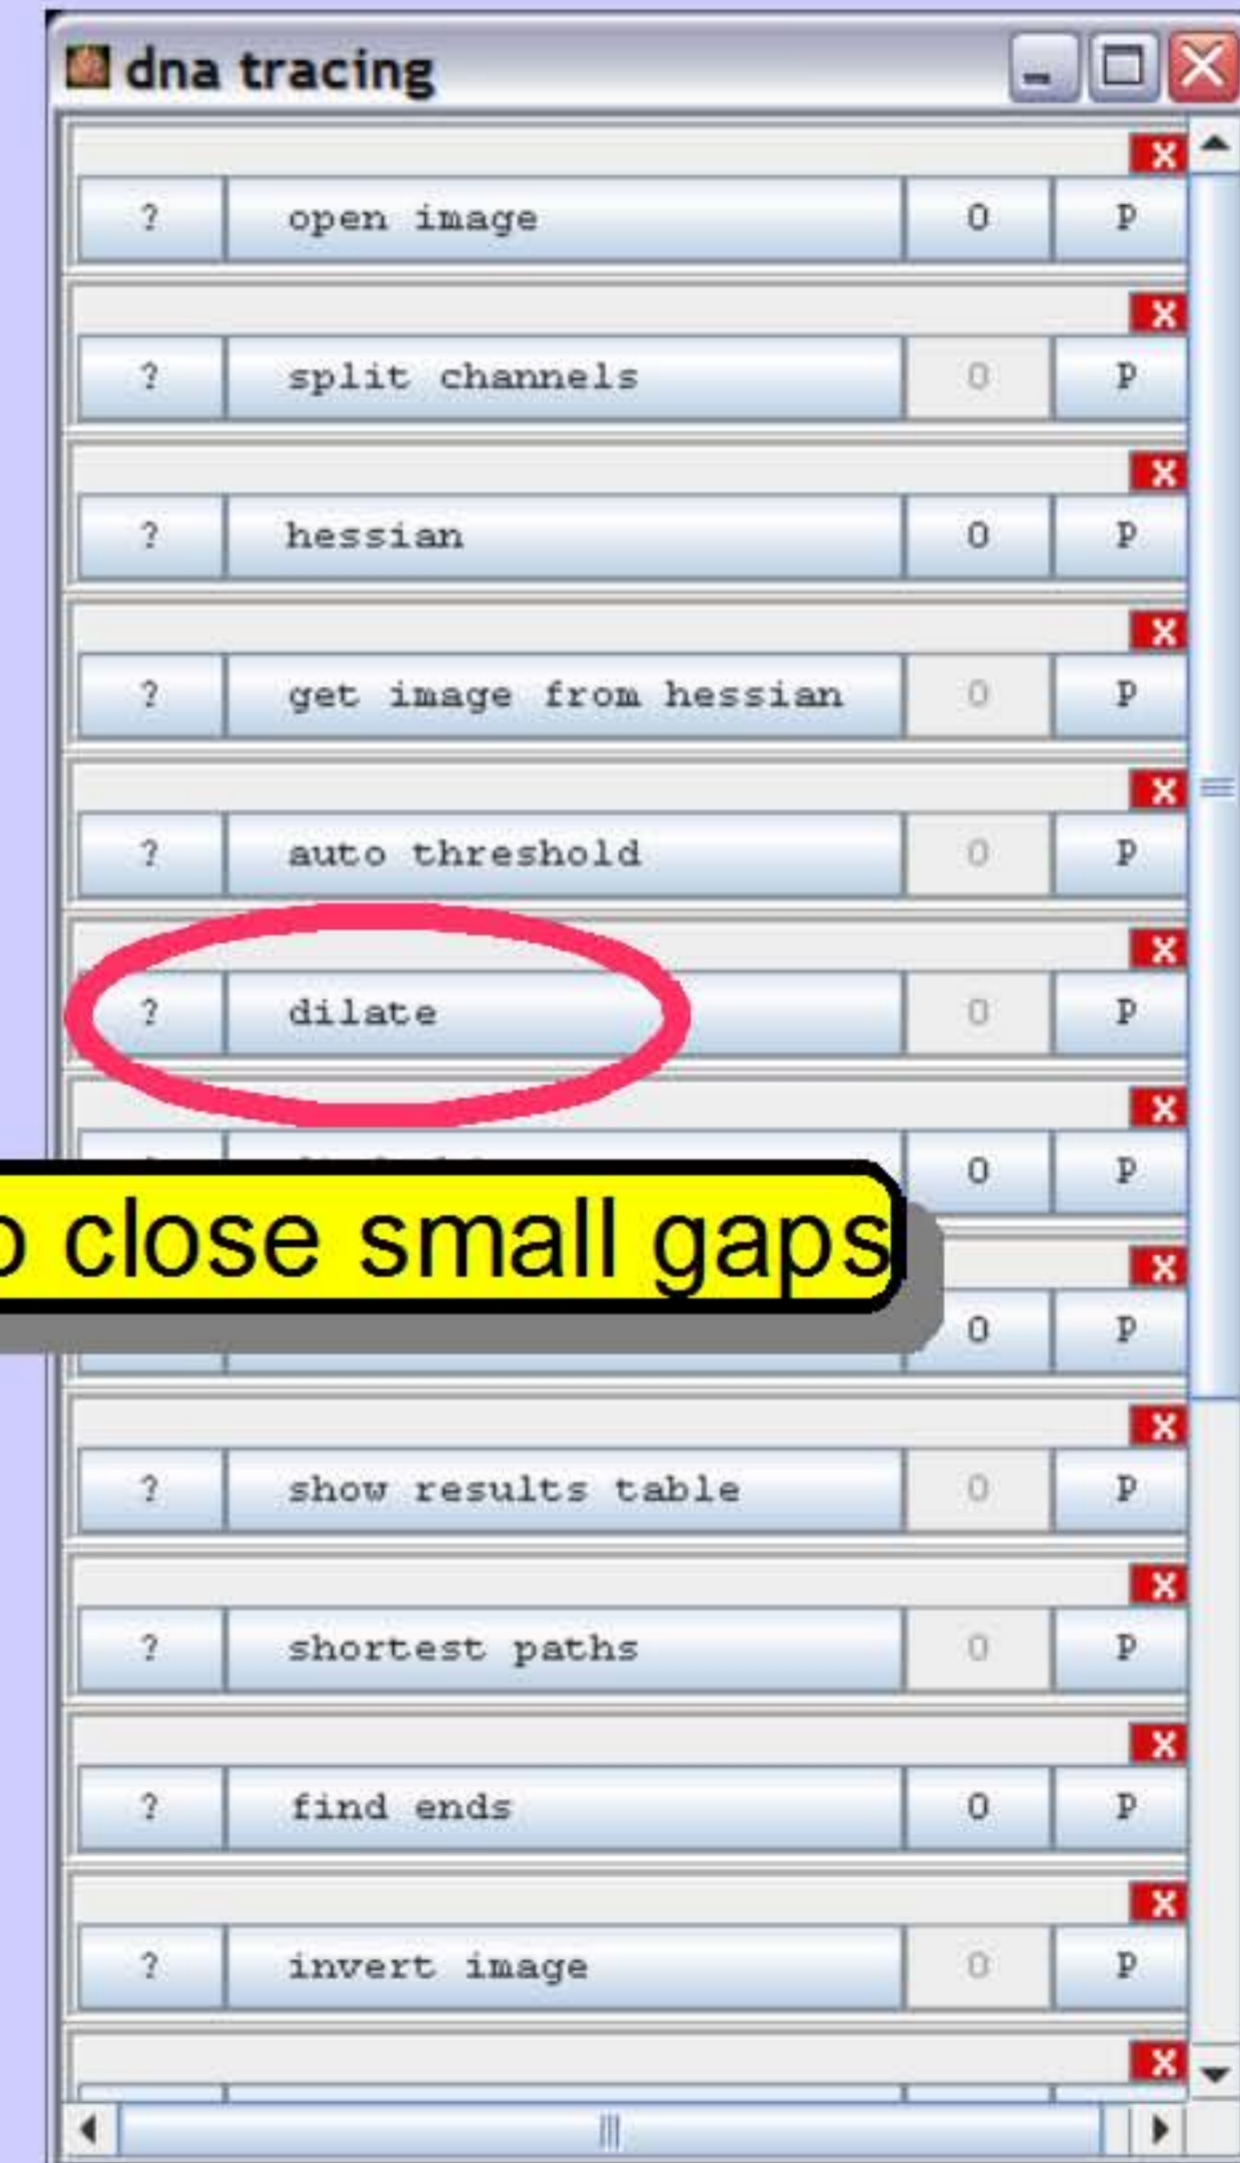 dna tracing
X
? open image O P
X
? split channels O P
X
? hessian O P
X
? get image from hessian O P
X
? auto threshold O P
X
? dilate O P
X
O P
close small gaps
X
O P
X
? show results table O P
X
? shortest paths O P
X
? find ends O P
X
? invert image O P
X